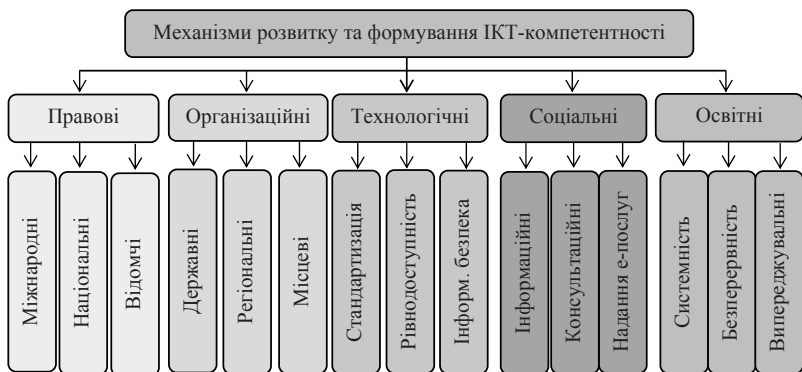 Механізми розвитку та формування ІКТ-компетентності
Правові
Організаційні
Технологічні
Соціальні
Освітні
Міжнародні
Національні
Відомчі
Державні
Регіональні
Місцеві
Стандартизація
Рівнодоступність
Інформ. безпека
Інформаційні
Консультаційні
Надання е-послуг
Системність
Безперервність
Випереджувальні